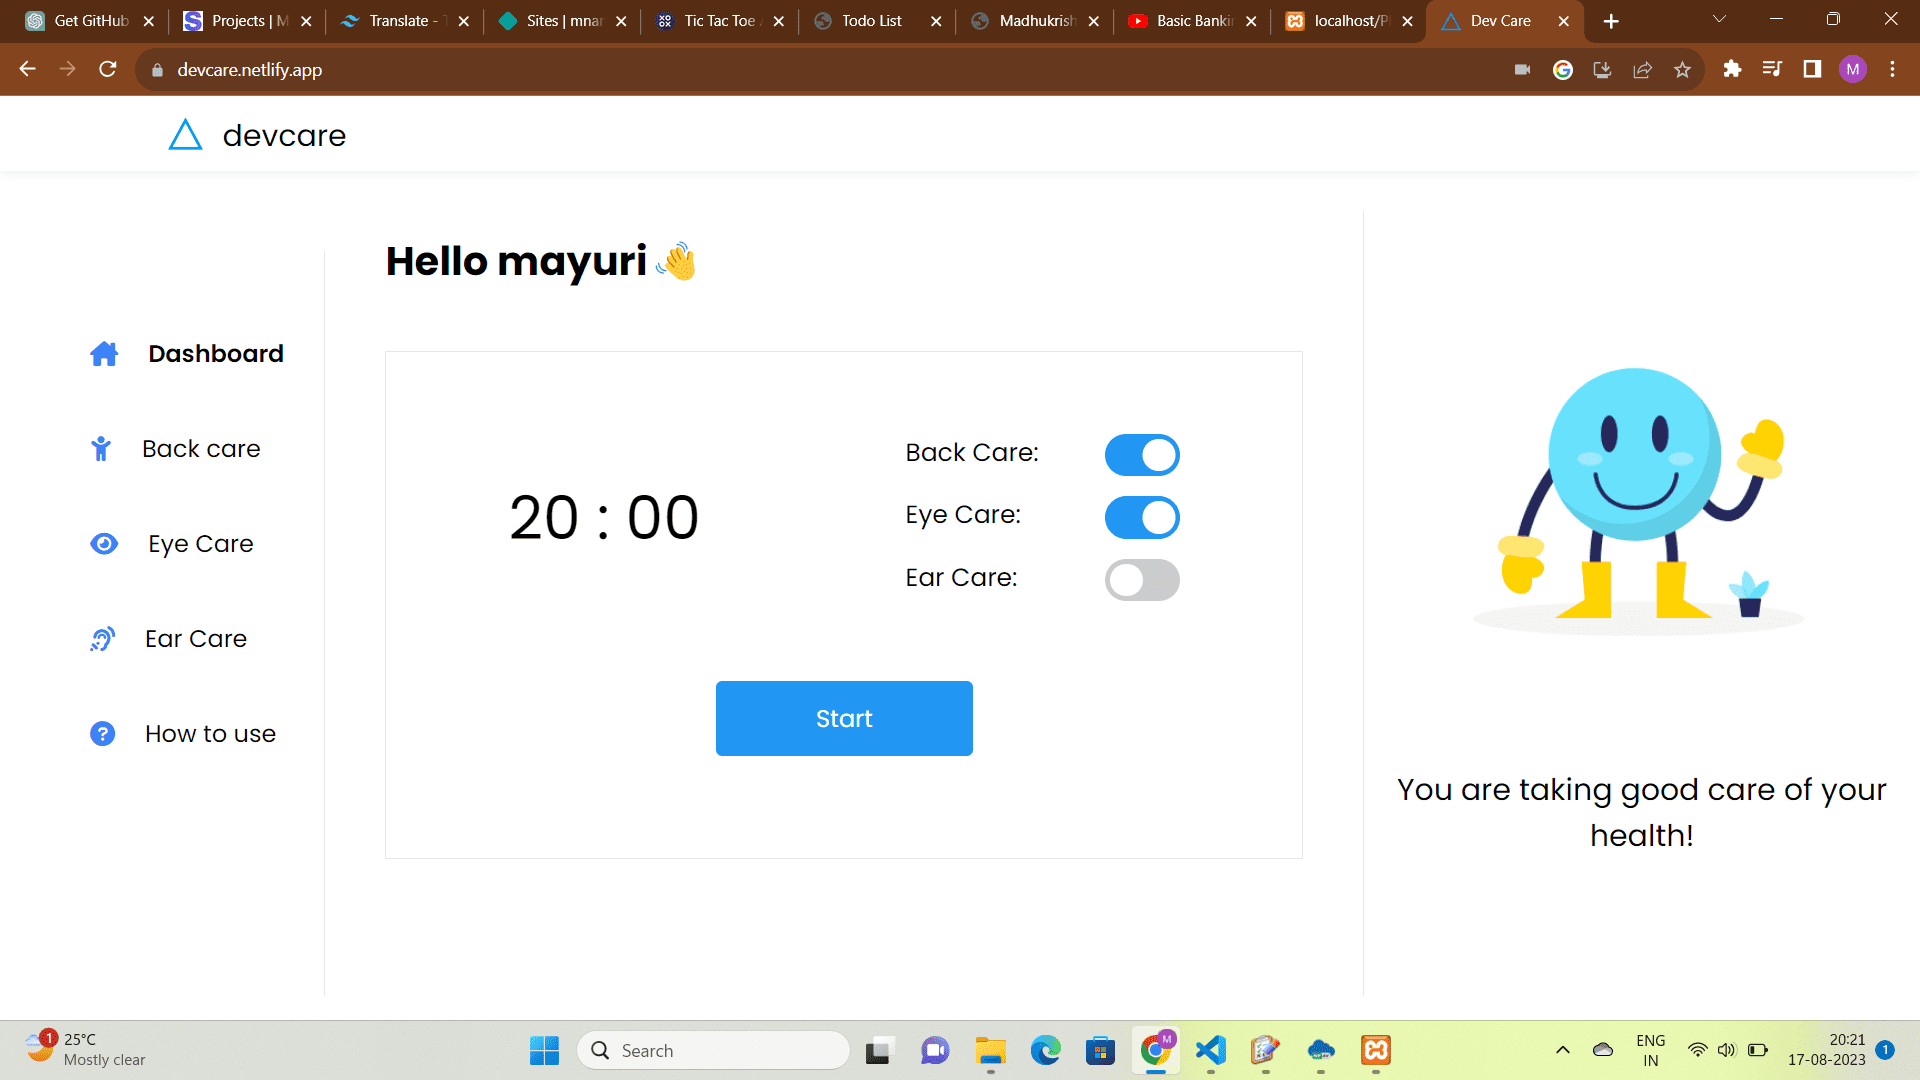 Get GitHub
Projects | M
Translate - T
Sites | mnar
Tic Tac Toe
Todo List
Madhukrish
Basic Bankin
localhost/P
Dev Care
devcare.netlify.app
M
devcare
Hello mayuri 👋
Dashboard
Back care
Eye Care
Ear Care
How to use
20 : 00
Back Care:
Eye Care:
Ear Care:
Start
You are taking good care of your
health!
1
25°C
Mostly clear
Search
M
ENG
IN
20:21
17-08-2023
1